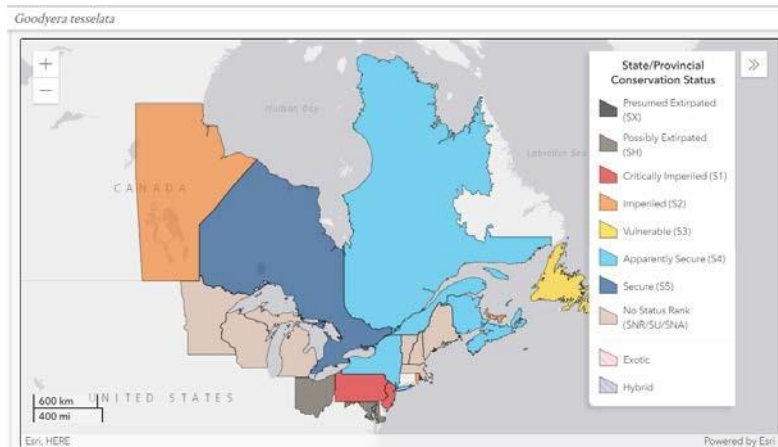 Goodyera tesselata
+
−
Hudson Bay
Labrador Sea
CANADA
UNITED STATES
600 km
400 mi
State/Provincial
Conservation Status
Presumed Extirpated
(SX)
Possibly Extirpated
(SH)
Critically Imperiled (S1)
Imperiled (S2)
Vulnerable (S3)
Apparently Secure (S4)
Secure (S5)
No Status Rank
(SNR/SU/SNA)
Exotic
Hybrid
»
Esri, HERE
Powered by Esri